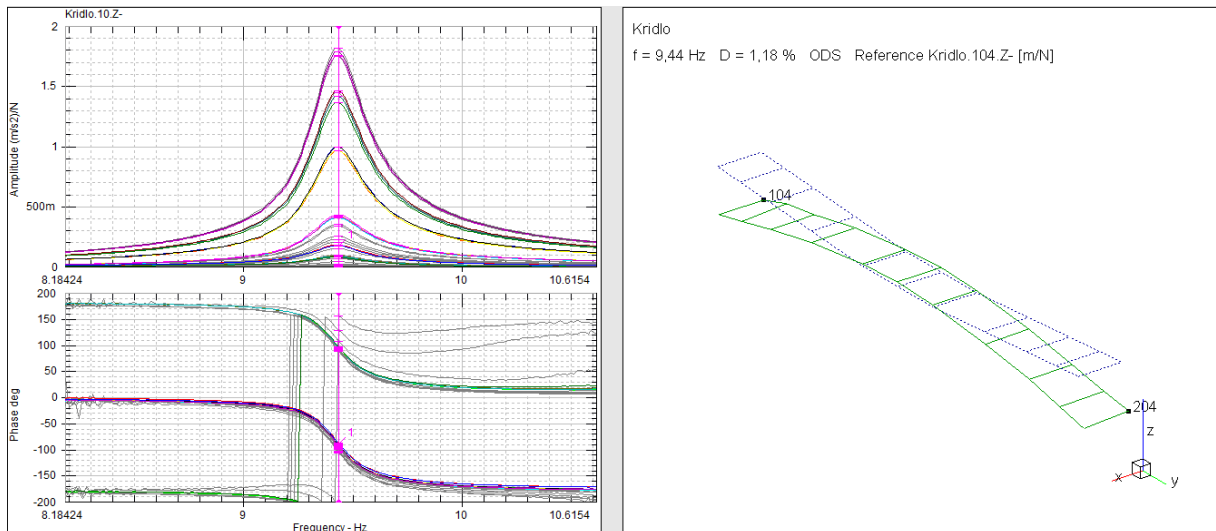 Kridlo.10.Z-
Amplitude (m/s2)/N
2
1.5
1
500m
0
1
8.18424
9
10
10.6154
Phase deg
200
150
100
50
0
-50
-100
-150
-200
1
8.18424
9
10
10.6154
Frequency - Hz
Kridlo
f = 9,44 Hz D = 1,18 % ODS Reference Kridlo.104.Z- [m/N]
104
204
z
x
y